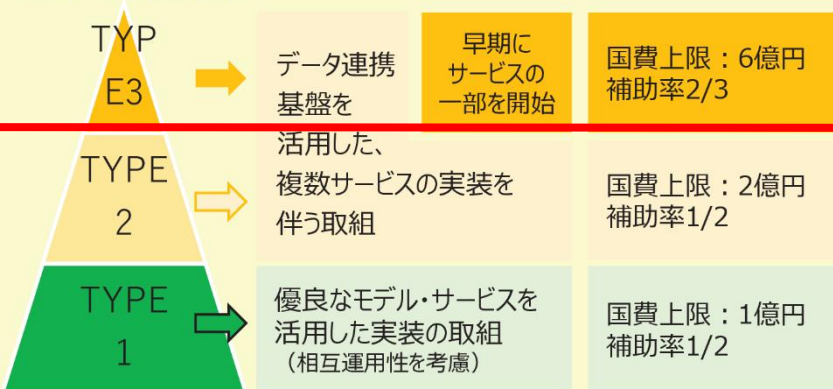 TYP
E3
データ連携
基盤を
活用した、
複数サービスの実装を
伴う取組
早期に
サービスの
一部を開始
国費上限：6億円
補助率2/3
TYPE
2
国費上限：2億円
補助率1/2
TYPE
1
優良なモデル・サービスを
活用した実装の取組
（相互運用性を考慮）
国費上限：1億円
補助率1/2